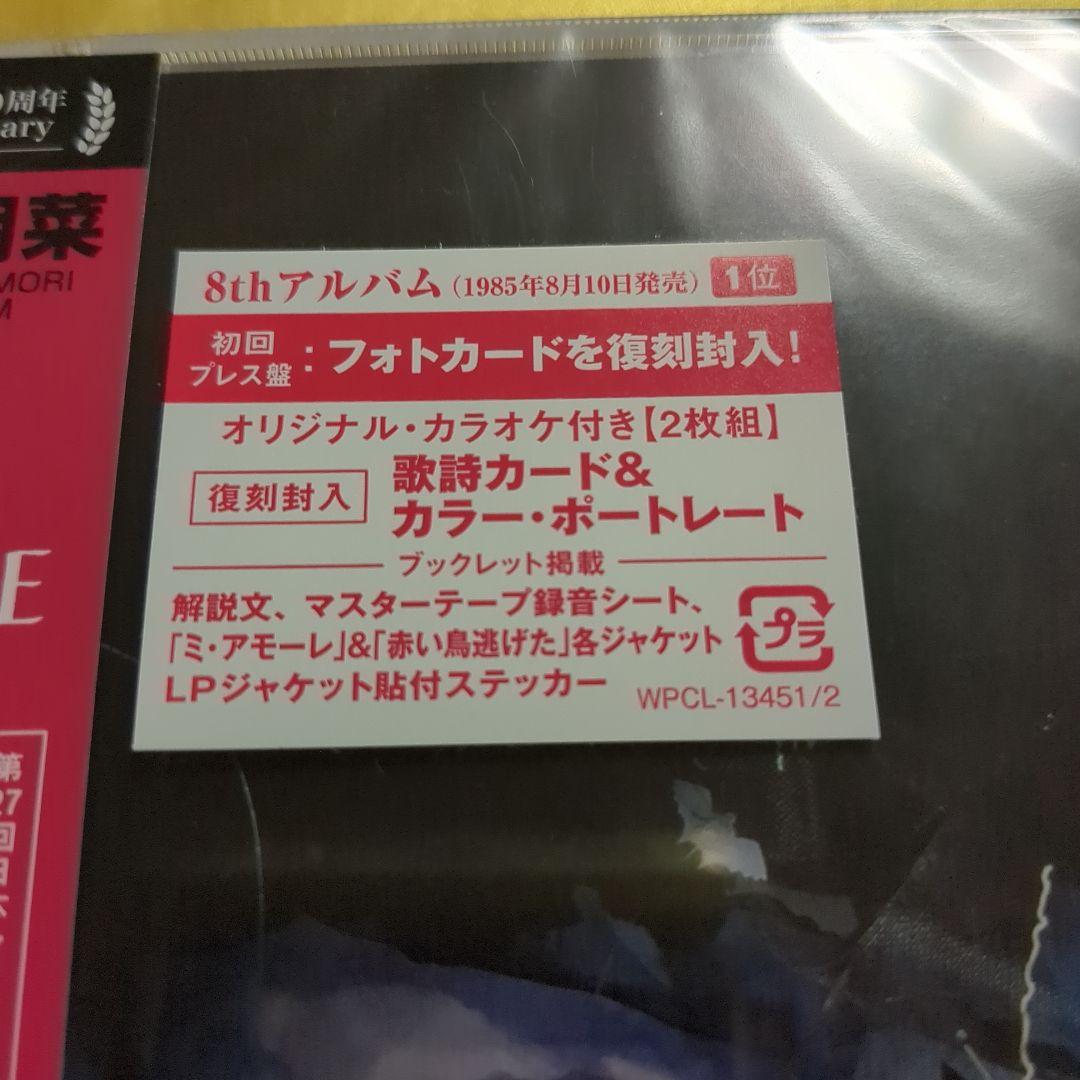 周年
ary
菜
MORI
M
E
第
27
回
日
8thアルバム(1985年8月10日発売) 1位
初回プレス盤:フォトカードを復刻封入!
オリジナル・カラオケ付き【2枚組】
復刻封入
歌詩カード&
カラー・ポートレート
ブックレット掲載
解説文、マスターテープ録音シート、
「ミ・アモーレ」&「赤い鳥逃げた」各ジャケット
LPジャケット貼付ステッカー
プラ
WPCL-13451/2